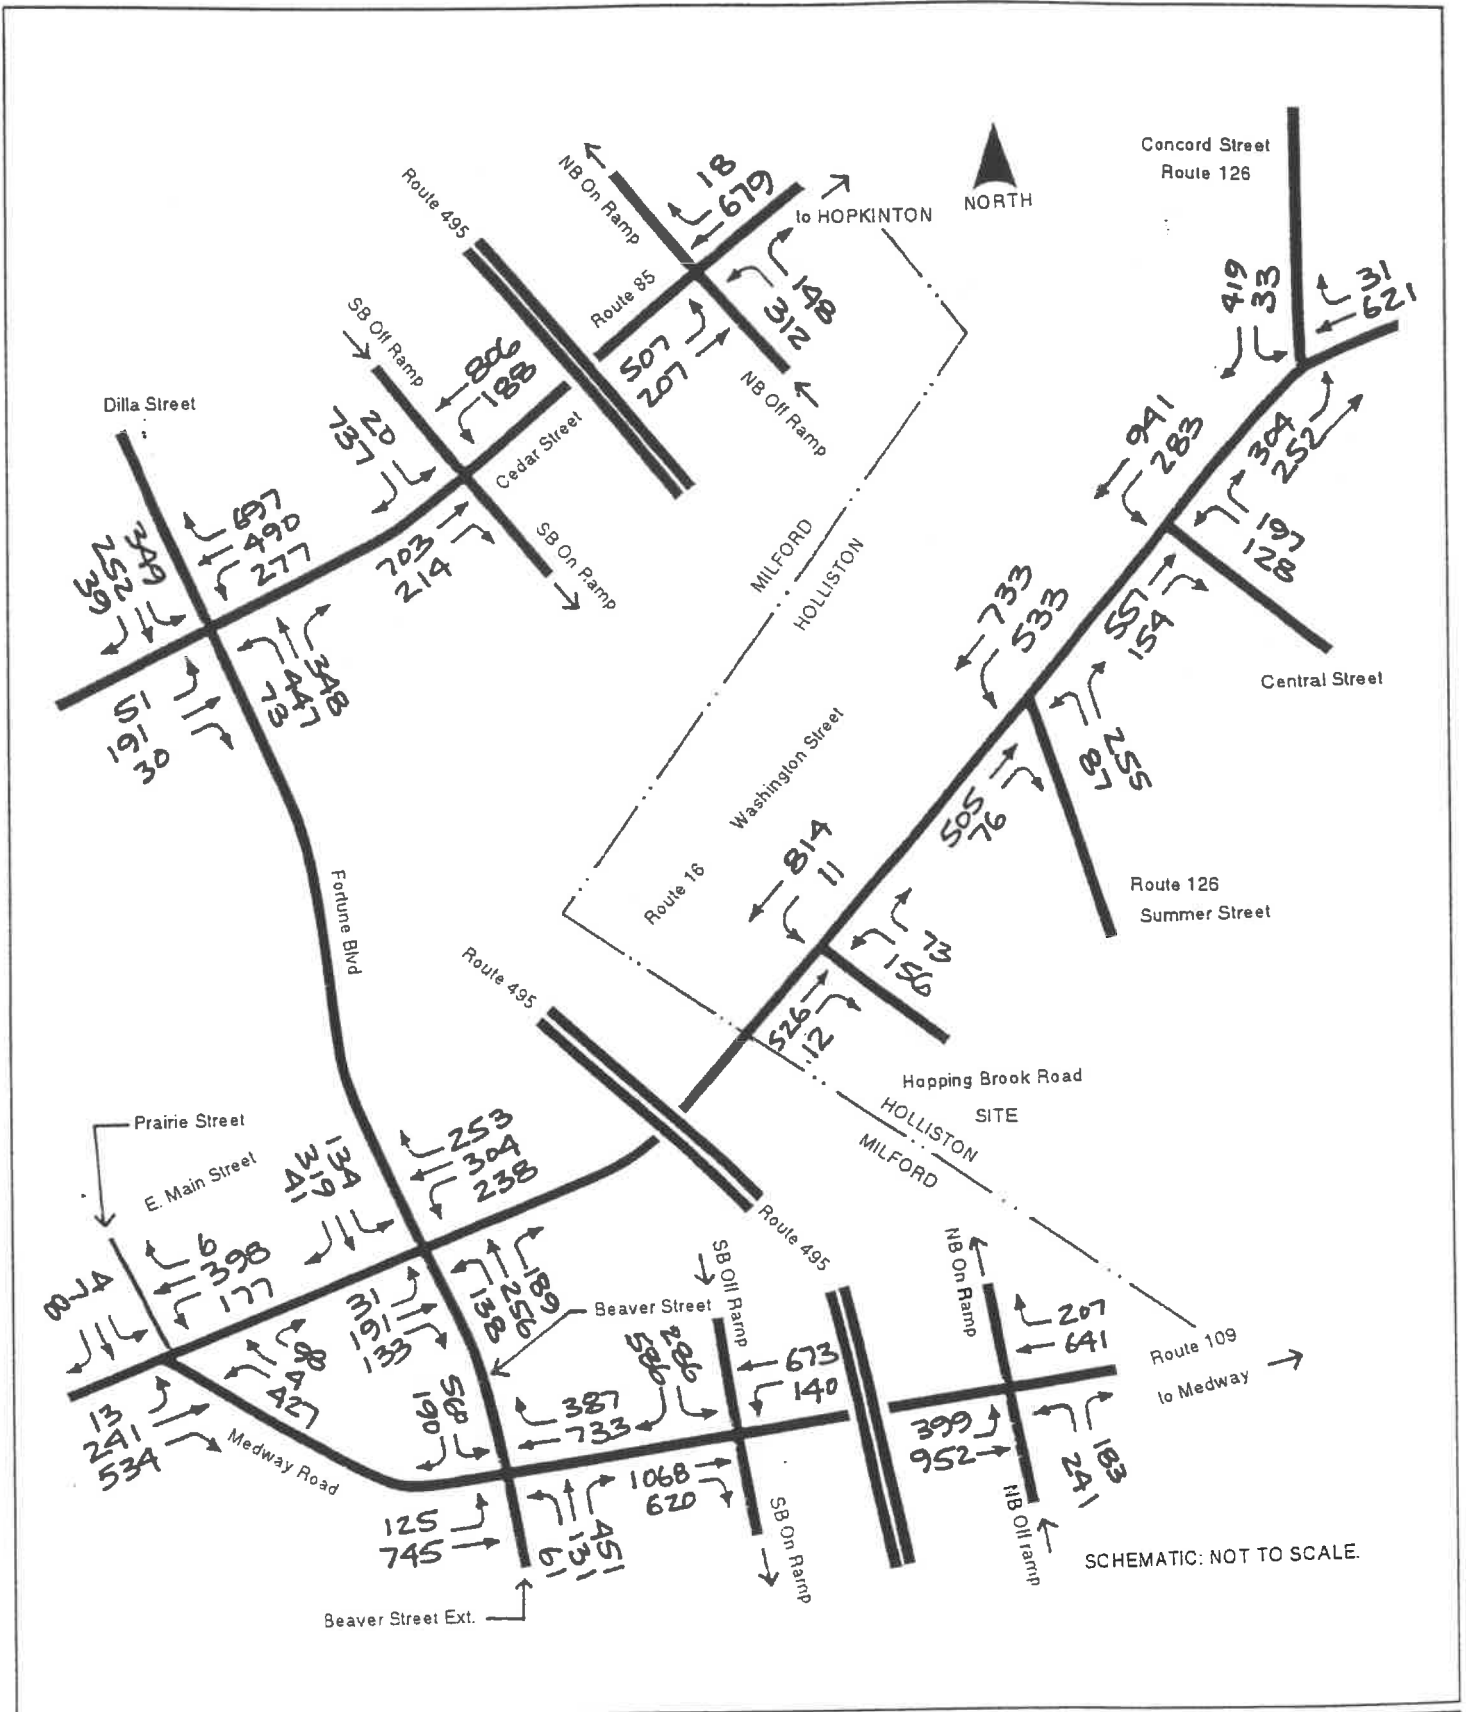 Concord Street
Route 126
NORTH
to HOPKINTON
NB On Ramp
18
679
Route 495
Route 85
148
312
507
207
NB Off Ramp
SB Off Ramp
806
188
Cedar Street
20
737
703
214
SB On Ramp
Dilla Street
697
490
277
349
252
39
348
447
73
51
191
30
419
33
31
621
304
252
941
283
197
128
557
154
Central Street
733
533
255
87
505
76
Route 126
Summer Street
MILFORD
HOLLISTON
Washington Street
Route 16
814
11
73
156
526
12
Hopping Brook Road
SITE
HOLLISTON
MILFORD
Fortune Blvd
Route 495
Route 495
Prairie Street
E. Main Street
134
319
41
253
304
238
189
256
138
31
191
133
6
398
177
4
7
8
98
4
427
13
241
534
Medway Road
Beaver Street
560
190
387
733
125
745
451
131
61
Beaver Street Ext.
SB Off Ramp
286
586
673
140
1068
620
SB On Ramp
NB On Ramp
207
641
Route 109
to Medway
399
952
183
241
NB Off ramp
SCHEMATIC: NOT TO SCALE.